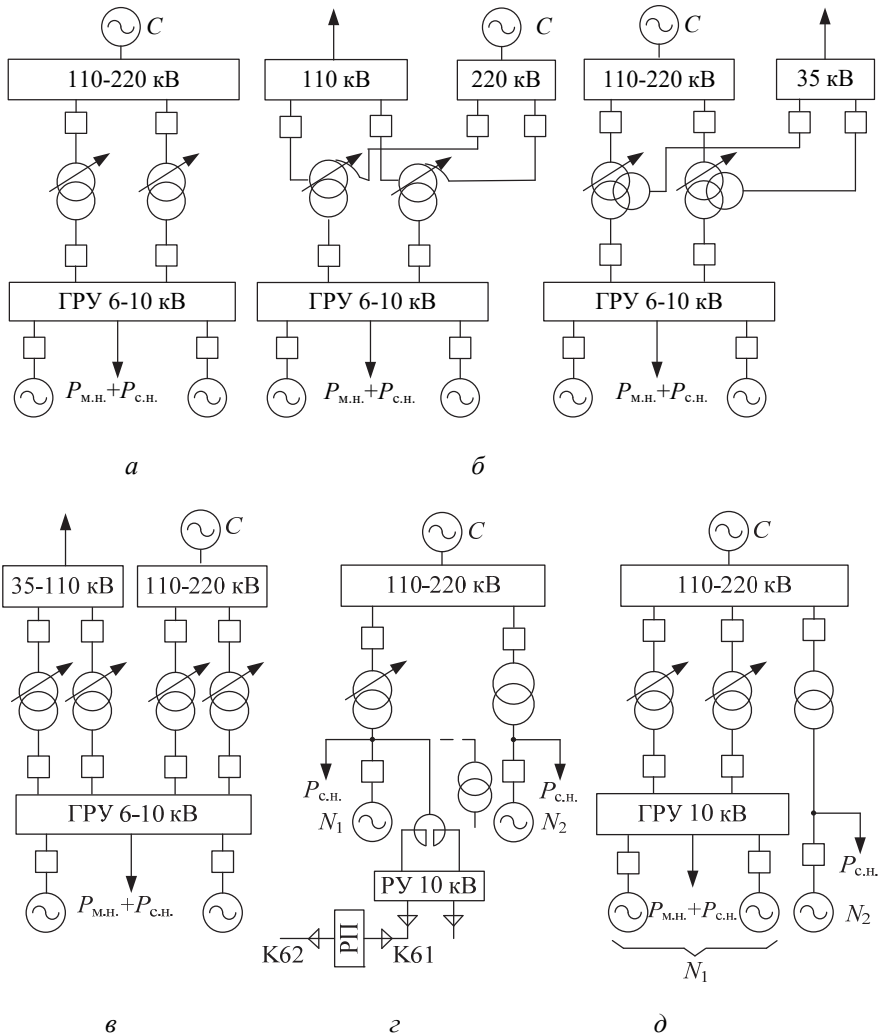 C
C
C
110-220 кВ
110 кВ
220 кВ
110-220 кВ
35 кВ
ГРУ 6-10 кВ
ГРУ 6-10 кВ
ГРУ 6-10 кВ
Pм.н.+Pс.н.
Pм.н.+Pс.н.
Pм.н.+Pс.н.
а
б
C
C
C
35-110 кВ
110-220 кВ
110-220 кВ
110-220 кВ
Pс.н.
Pс.н.
ГРУ 6-10 кВ
N1
N2
ГРУ 10 кВ
Pс.н.
РУ 10 кВ
Pм.н.+Pс.н.
Pм.н.+Pс.н.
N2
К62
РП
К61
N1
в
г
д